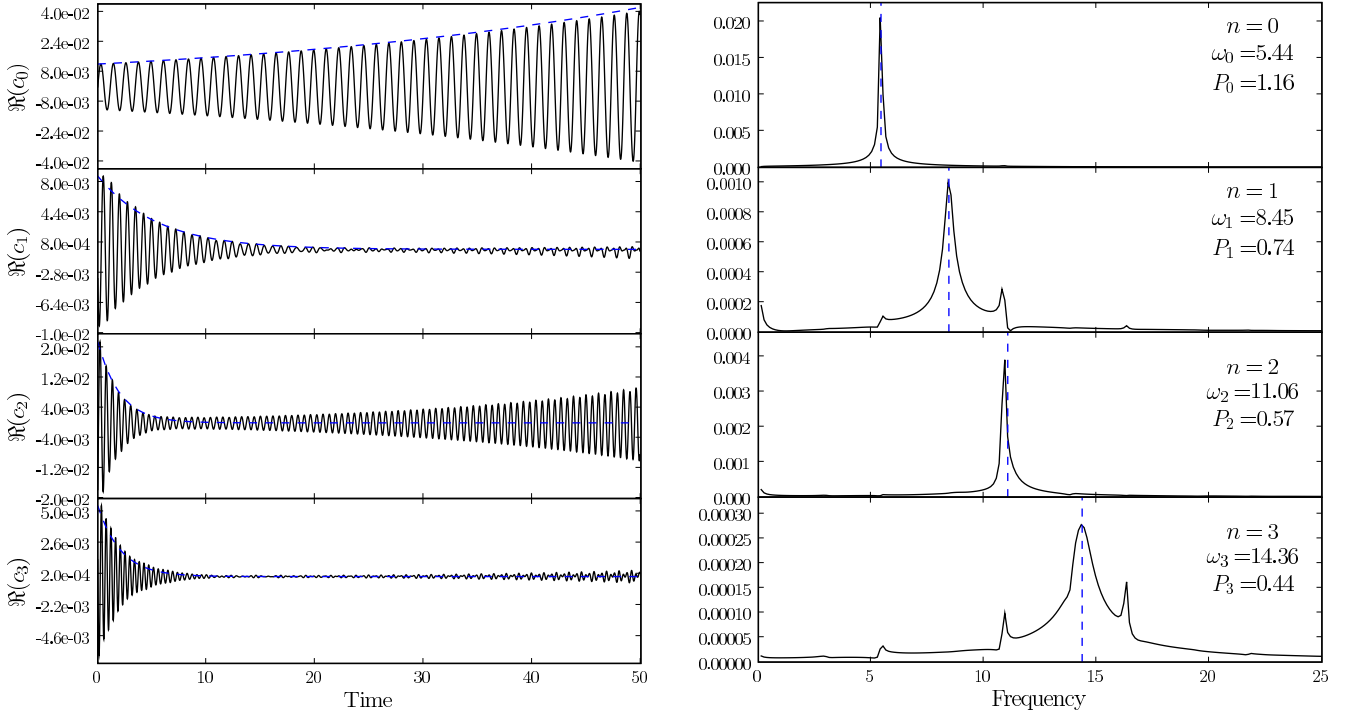 4.0e-02
2.4e-02
8.0e-03
-8.0e-03
-2.4e-02
-4.0e-02
ℜ(c₀)
8.0e-03
4.4e-03
8.0e-04
-2.8e-03
-6.4e-03
-1.0e-02
ℜ(c₁)
2.0e-02
1.2e-02
4.0e-03
-4.0e-03
-1.2e-02
-2.0e-02
ℜ(c₂)
5.0e-03
2.6e-03
2.0e-04
-2.2e-03
-4.6e-03
ℜ(c₃)
0 10 20 30 40 50
Time
0.020
0.015
0.010
0.005
0.000
n = 0
ω₀=5.44
P₀=1.16
0.0010
0.0008
0.0006
0.0004
0.0002
0.0000
n = 1
ω₁=8.45
P₁=0.74
0.004
0.003
0.002
0.001
0.000
n = 2
ω₂=11.06
P₂=0.57
0.00030
0.00025
0.00020
0.00015
0.00010
0.00005
0.00000
n = 3
ω₃=14.36
P₃=0.44
0 5 10 15 20 25
Frequency